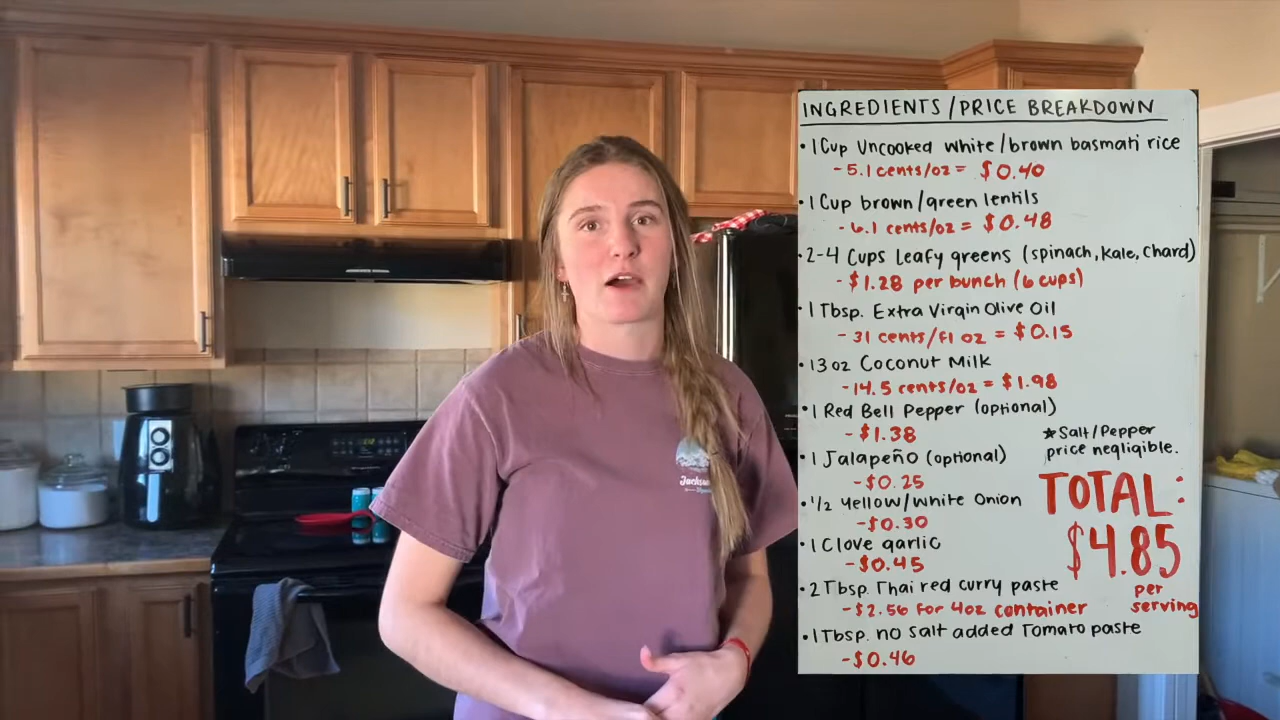 INGREDIENTS/PRICE BREAKDOWN
• 1 Cup Uncooked white/brown basmati rice
- 5.1 cents/oz = $0.40
• 1 Cup brown/green lentils
- 6.1 cents/oz = $0.48
• 2-4 Cups Leafy greens (spinach, kale, chard)
- $1.28 per bunch (6 cups)
• 1 Tbsp. Extra Virgin Olive Oil
- 31 cents/fl oz = $0.15
• 13 oz Coconut Milk
- 14.5 cents/oz = $1.98
• 1 Red Bell Pepper (optional)
- $1.38
• 1 Jalapeño (optional)
- $0.25
• 1/2 yellow/white Onion
- $0.30
• 1 Clove garlic
- $0.45
• 2 Tbsp. Thai red curry paste
- $2.56 for 4oz container
• 1 Tbsp. no salt added Tomato paste
- $0.46
★ Salt/Pepper
price negligible.
TOTAL:
$4.85
per
serving
Jackson